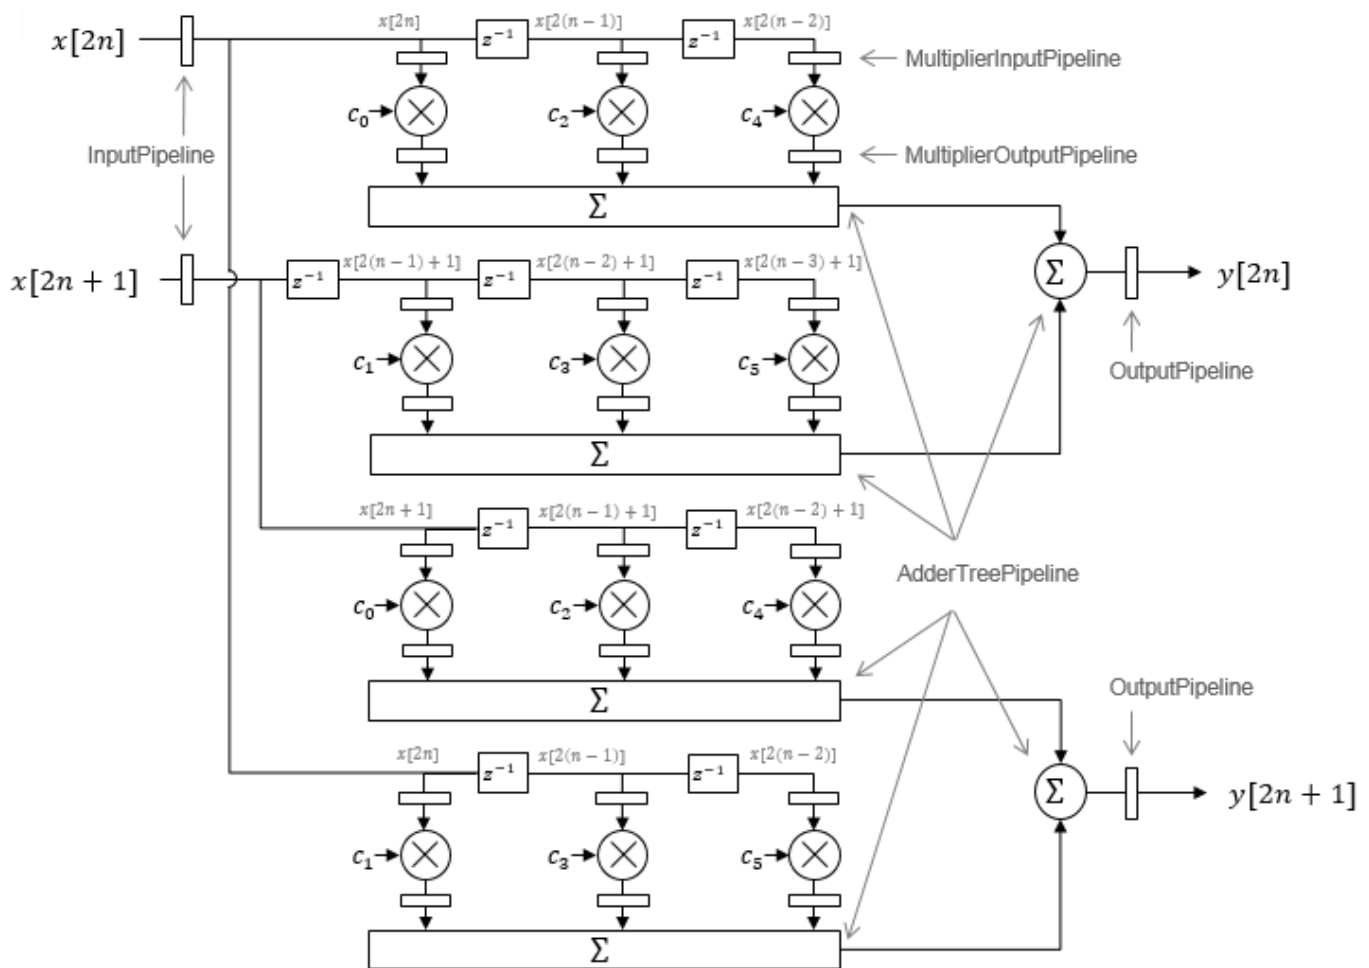 x[2n]
x[2n]
z⁻¹
x[2(n − 1)]
z⁻¹
x[2(n − 2)]
MultiplierInputPipeline
c₀
c₂
c₄
InputPipeline
MultiplierOutputPipeline
Σ
x[2n + 1]
z⁻¹
x[2(n − 1) + 1]
z⁻¹
x[2(n − 2) + 1]
z⁻¹
x[2(n − 3) + 1]
Σ
y[2n]
c₁
c₃
c₅
OutputPipeline
Σ
x[2n + 1]
z⁻¹
x[2(n − 1) + 1]
z⁻¹
x[2(n − 2) + 1]
AdderTreePipeline
c₀
c₂
c₄
Σ
OutputPipeline
x[2n]
z⁻¹
x[2(n − 1)]
z⁻¹
x[2(n − 2)]
Σ
y[2n + 1]
c₁
c₃
c₅
Σ